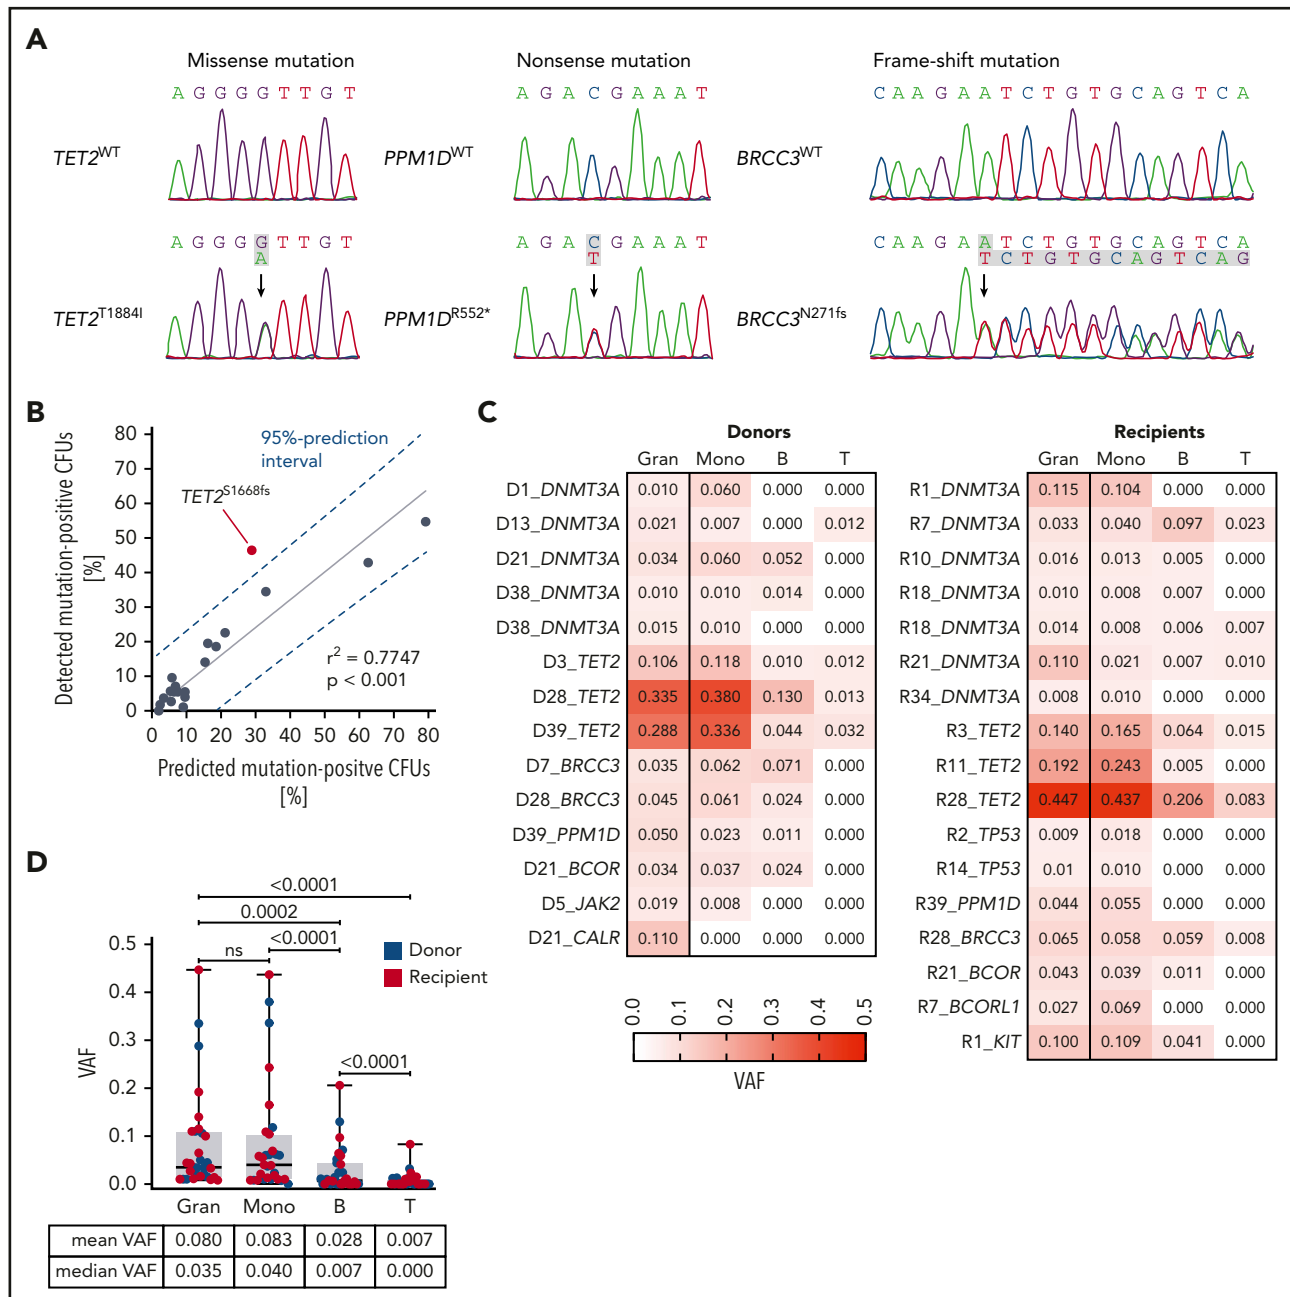 A
Missense mutation
Nonsense mutation
Frame-shift mutation
A G G G G T T G T
A G A C G A A A T
C A A G A A T C T G T G C A G T C A
TET2WT
PPM1DWT
BRCC3WT
A G G G G T T G T
A
A G A C G A A A T
T
C A A G A A T C T G T G C A G T C A
T C T G T G C A G T C A G
TET2T1884I
PPM1DR552*
BRCC3N271fs
B
Detected mutation-positive CFUs
[%]
80
70
60
50
40
30
20
10
0
95%-prediction
interval
TET2S1668fs
r2 = 0.7747
p < 0.001
0 10 20 30 40 50 60 70 80
Predicted mutation-positve CFUs
[%]
C
Donors
Gran Mono B T
D1_DNMT3A 0.010 0.060 0.000 0.000
D13_DNMT3A 0.021 0.007 0.000 0.012
D21_DNMT3A 0.034 0.060 0.052 0.000
D38_DNMT3A 0.010 0.010 0.014 0.000
D38_DNMT3A 0.015 0.010 0.000 0.000
D3_TET2 0.106 0.118 0.010 0.012
D28_TET2 0.335 0.380 0.130 0.013
D39_TET2 0.288 0.336 0.044 0.032
D7_BRCC3 0.035 0.062 0.071 0.000
D28_BRCC3 0.045 0.061 0.024 0.000
D39_PPM1D 0.050 0.023 0.011 0.000
D21_BCOR 0.034 0.037 0.024 0.000
D5_JAK2 0.019 0.008 0.000 0.000
D21_CALR 0.110 0.000 0.000 0.000
0.0 0.1 0.2 0.3 0.4 0.5
VAF
Recipients
Gran Mono B T
R1_DNMT3A 0.115 0.104 0.000 0.000
R7_DNMT3A 0.033 0.040 0.097 0.023
R10_DNMT3A 0.016 0.013 0.005 0.000
R18_DNMT3A 0.010 0.008 0.007 0.000
R18_DNMT3A 0.014 0.008 0.006 0.007
R21_DNMT3A 0.110 0.021 0.007 0.010
R34_DNMT3A 0.008 0.010 0.000 0.000
R3_TET2 0.140 0.165 0.064 0.015
R11_TET2 0.192 0.243 0.005 0.000
R28_TET2 0.447 0.437 0.206 0.083
R2_TP53 0.009 0.018 0.000 0.000
R14_TP53 0.01 0.010 0.000 0.000
R39_PPM1D 0.044 0.055 0.000 0.000
R28_BRCC3 0.065 0.058 0.059 0.008
R21_BCOR 0.043 0.039 0.011 0.000
R7_BCORL1 0.027 0.069 0.000 0.000
R1_KIT 0.100 0.109 0.041 0.000
D
<0.0001
0.0002
ns
<0.0001
<0.0001
Donor
Recipient
VAF
0.5
0.4
0.3
0.2
0.1
0.0
Gran Mono B T
mean VAF 0.080 0.083 0.028 0.007
median VAF 0.035 0.040 0.007 0.000